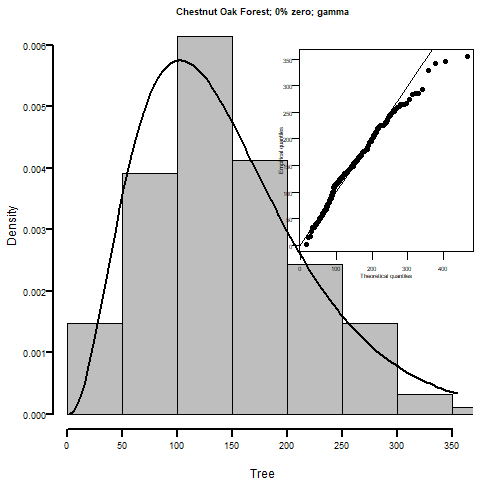 Chestnut Oak Forest; 0% zero; gamma
Density
0.006
0.005
0.004
0.003
0.002
0.001
0.000
0 50 100 150 200 250 300 350
Tree
Empirical quantiles
350
300
250
200
150
100
50
0
0 100 200 300 400
Theoretical quantiles